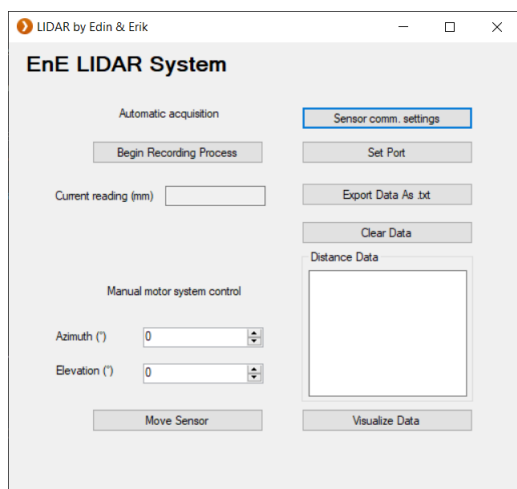 LIDAR by Edin & Erik
EnE LIDAR System
Automatic acquisition
Sensor comm. settings
Begin Recording Process
Set Port
Current reading (mm)
Export Data As .txt
Clear Data
Distance Data
Manual motor system control
Azimuth (°)
0
Elevation (°)
0
Move Sensor
Visualize Data